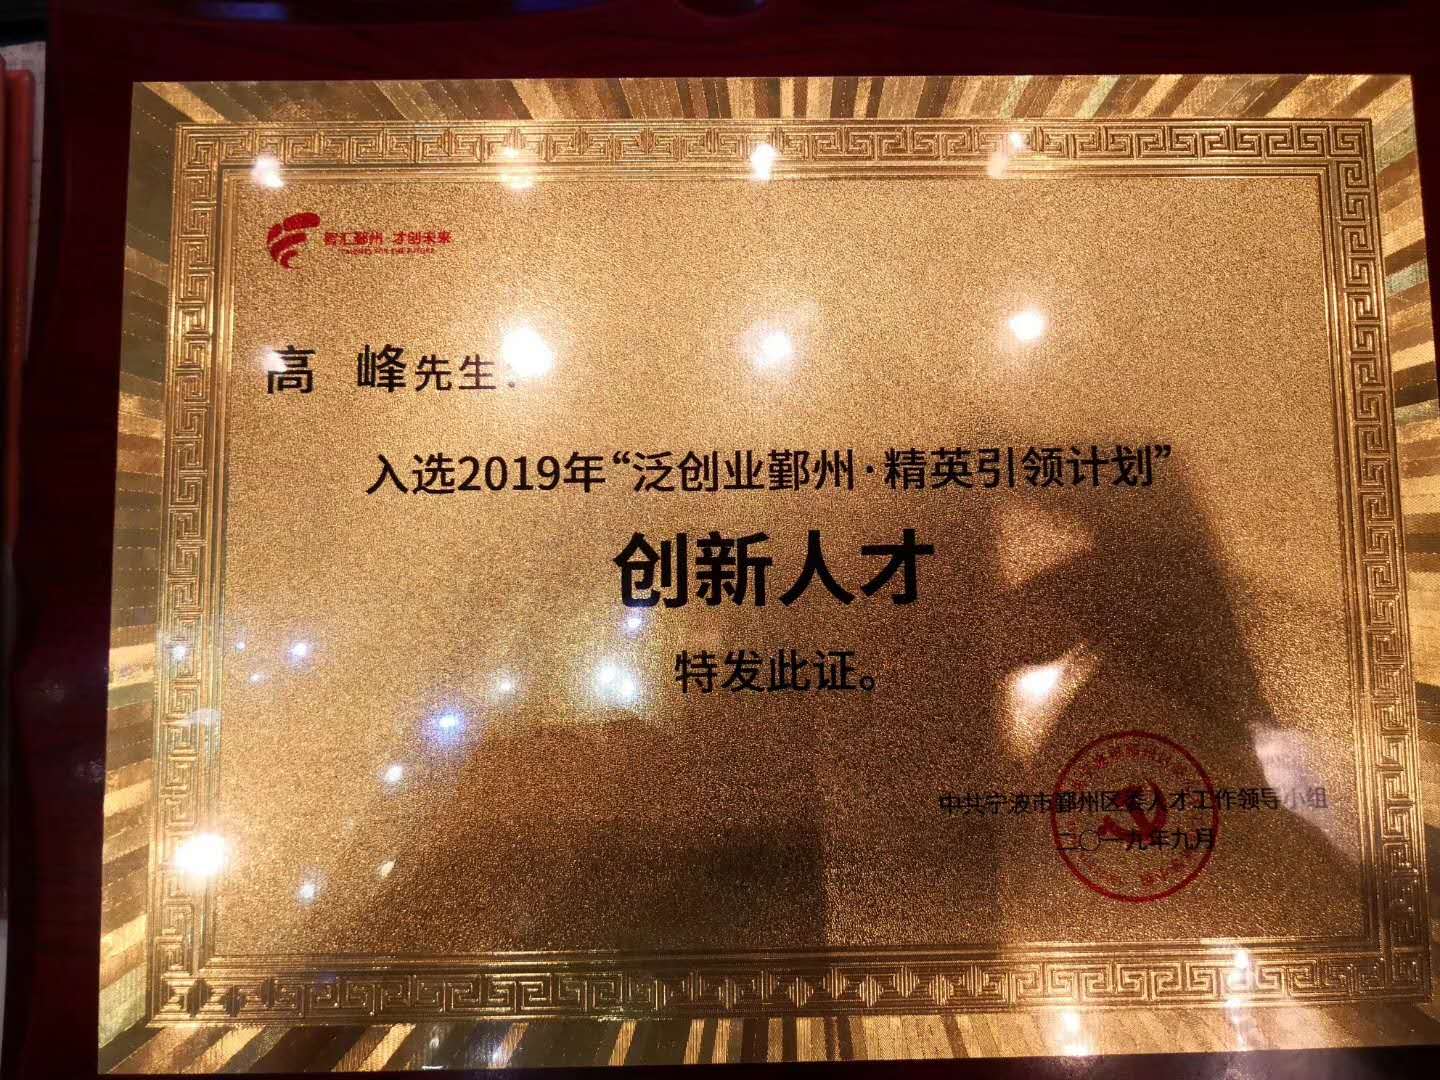 智汇鄞州·才创未来
高 峰先生：
入选2019年“泛创业鄞州·精英引领计划”
创新人才
特发此证。
中共宁波市鄞州区委人才工作领导小组
二〇一九年九月